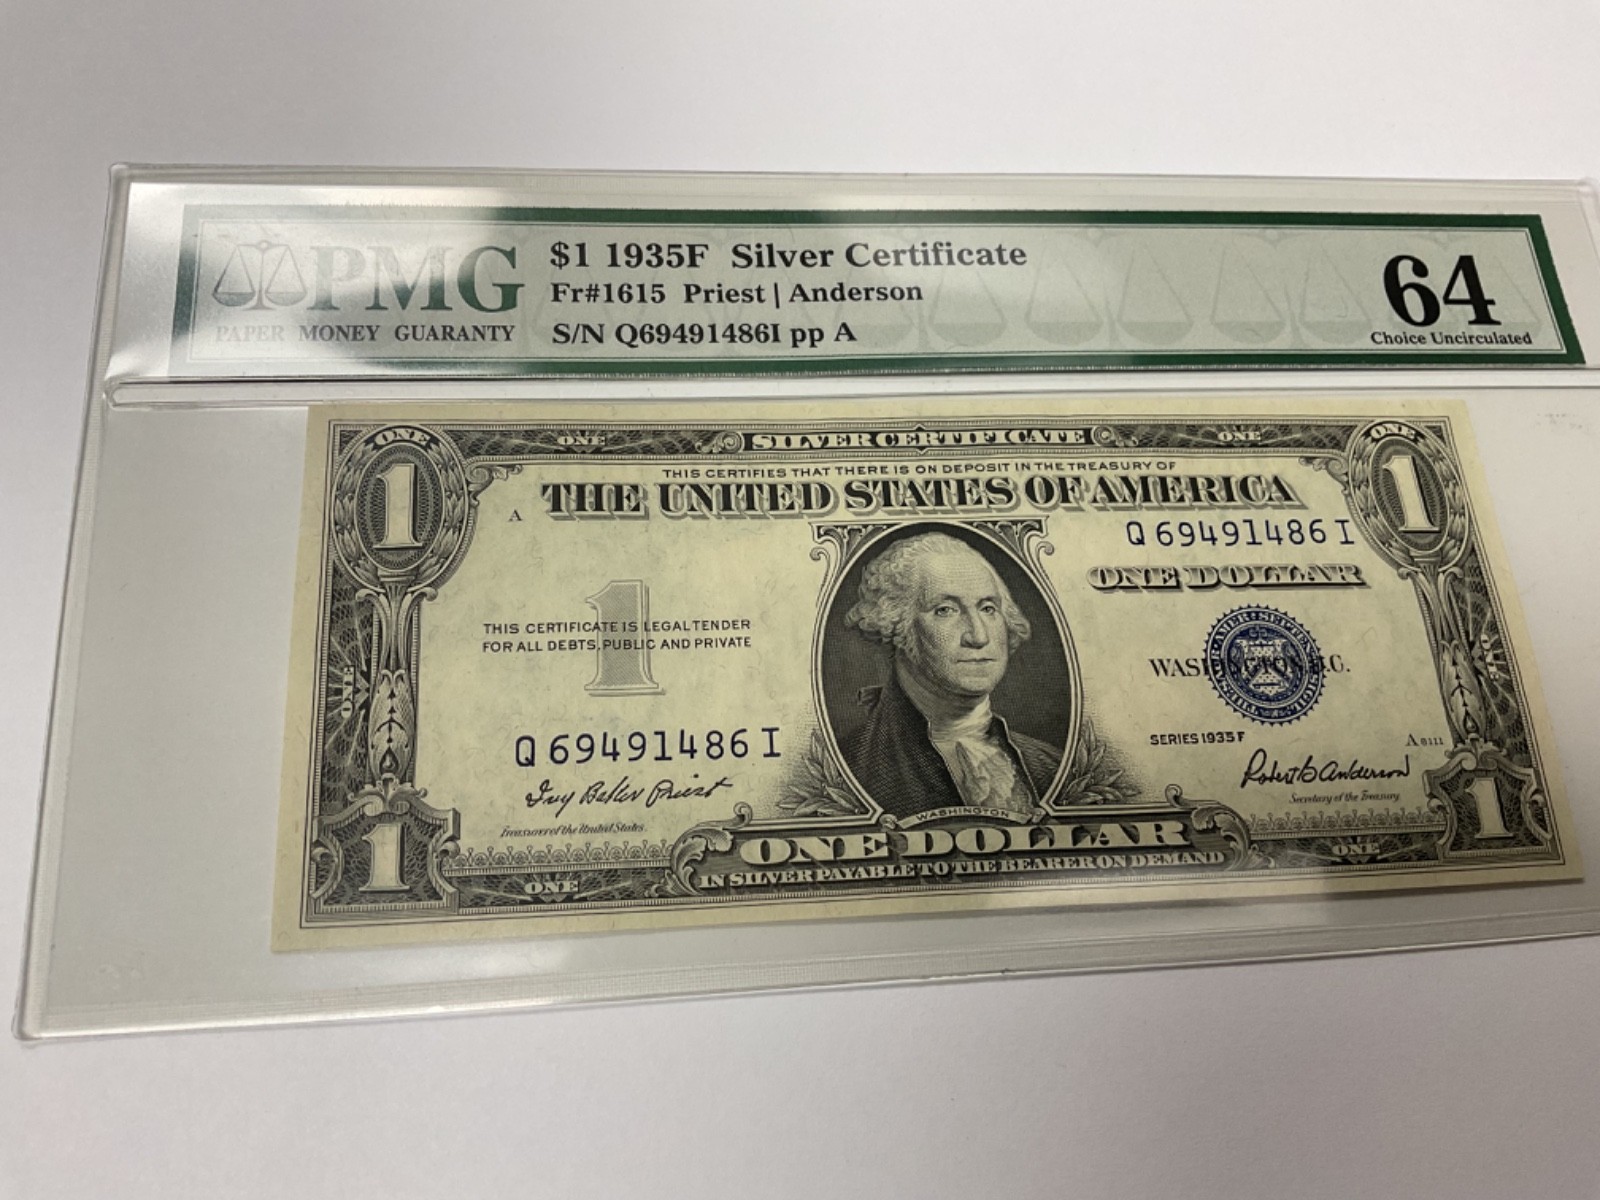 PMG
PAPER MONEY GUARANTY
$1 1935F Silver Certificate
Fr#1615 Priest | Anderson
S/N Q69491486I pp A
64
Choice Uncirculated
ONE
ONE
SILVER CERTIFICATE
ONE
ONE
1
1
THIS CERTIFIES THAT THERE IS ON DEPOSIT IN THE TREASURY OF
THE UNITED STATES OF AMERICA
A
Q 69491486 I
ONE DOLLAR
1
THIS CERTIFICATE IS LEGAL TENDER
FOR ALL DEBTS, PUBLIC AND PRIVATE
WASHINGTON, D.C.
ONE
ONE
Q 69491486 I
SERIES 1935 F
A 8111
Ivy Baker Priest
Treasurer of the United States.
Robert B Anderson
Secretary of the Treasury.
WASHINGTON
1
1
ONE DOLLAR
IN SILVER PAYABLE TO THE BEARER ON DEMAND
ONE
ONE